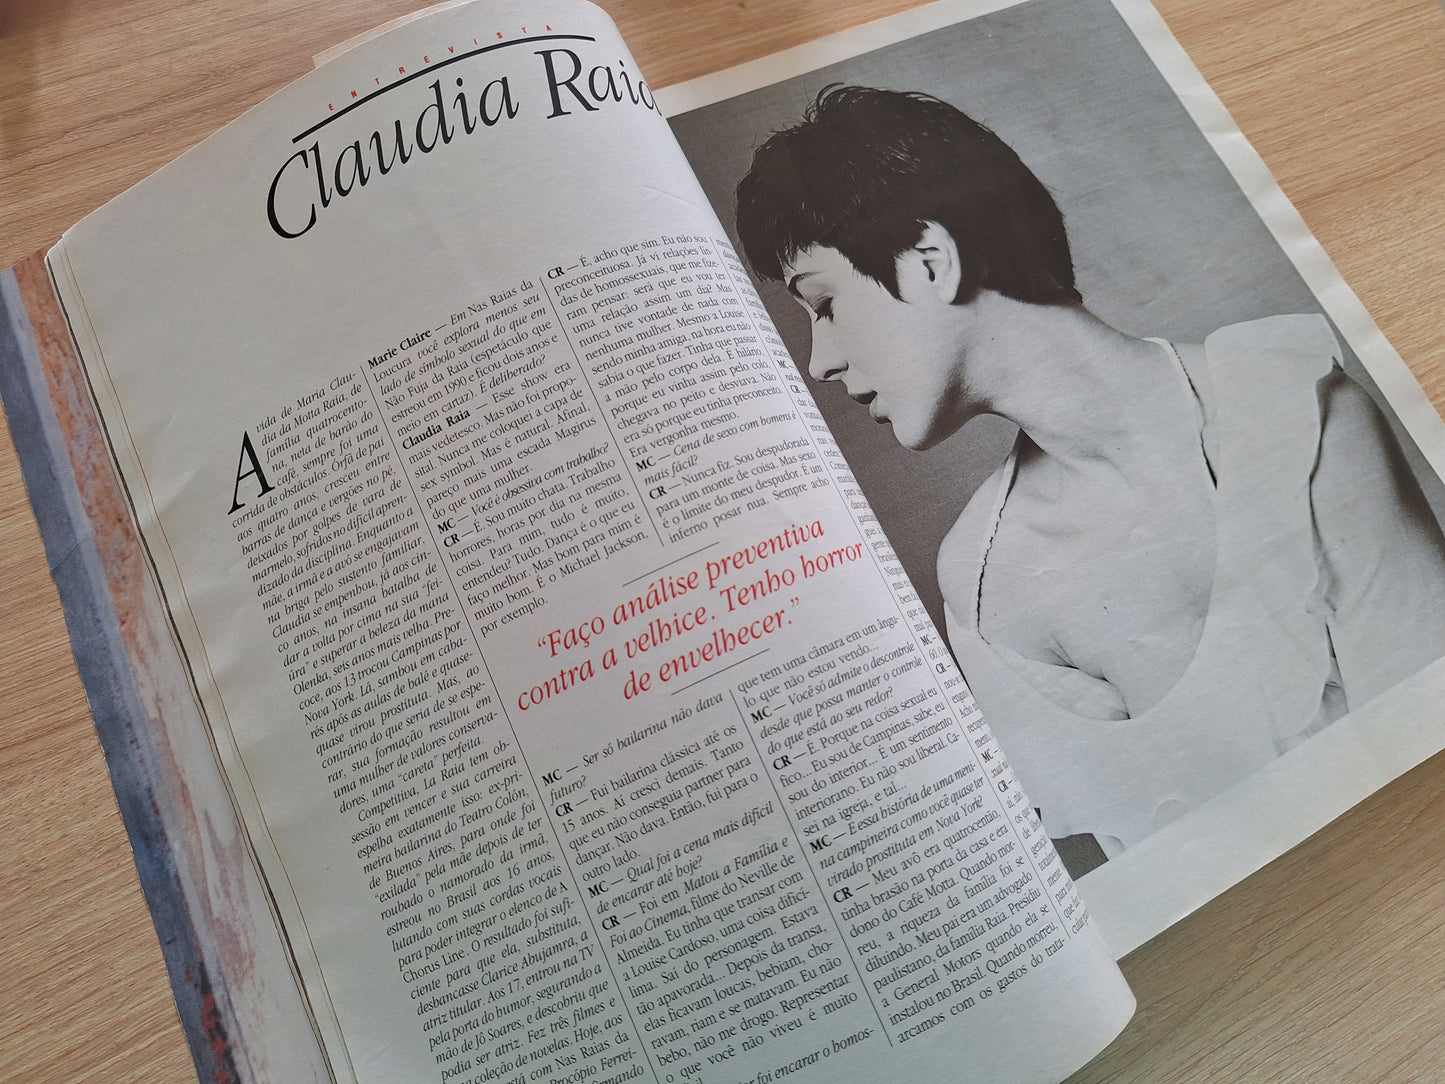 ENTREVISTA
Claudia Raia
A vida de Maria Clau-
dia da Motta Raia, de
família quatrocento-
na, neta de barão do
café, sempre foi uma
corrida de obstáculos. Órfã de pai
aos quatro anos, cresceu entre
barras de dança e vergões no pé,
deixados por golpes de vara de
marmelo, sofridos no difícil apren-
dizado da disciplina. Enquanto a
mãe, a irmã e a avó se engajavam
na briga pelo sustento familiar,
Claudia se empenhou, já aos cin-
co anos, na insana batalha de
dar a volta por cima na sua "fei-
úra" e superar a beleza da mana
Olenka, seis anos mais velha. Pre-
coce, aos 13 trocou Campinas por
Nova York. Lá, sambou em caba-
rés após as aulas de balé e quase-
quase virou prostituta. Mas, ao
contrário do que seria de se espe-
rar, sua formação resultou em
uma mulher de valores conserva-
dores, uma "careta" perfeita.
Competitiva, La Raia tem ob-
sessão em vencer e sua carreira
espelha exatamente isso: ex-pri-
meira bailarina do Teatro Colón,
de Buenos Aires, para onde foi
"exilada" pela mãe depois de ter
roubado o namorado da irmã,
estreou no Brasil aos 16 anos,
lutando com suas cordas vocais
para poder integrar o elenco de A
Chorus Line. O resultado foi sufi-
ciente para que ela, substituta,
desbancasse Clarice Abujamra, a
atriz titular. Aos 17, entrou na TV
pela porta do humor, segurando a
mão de Jô Soares, e descobriu que
podia ser atriz. Fez três filmes e
coleção de novelas. Hoje, aos
está com Nas Raias da
Procópio Ferrei-
Marie Claire — Em Nas Raias da
Loucura você explora menos seu
lado de símbolo sexual do que em
Não Fuja da Raia (espetáculo que
estreou em 1990 e ficou dois anos e
meio em cartaz). É deliberado?
Claudia Raia — Esse show era
mais vedetesco. Mas não foi propo-
sital. Nunca me coloquei a capa de
sex symbol. Mas é natural. Afinal,
pareço mais uma escada Magirus
do que uma mulher.
MC — Você é obsessiva com trabalho?
CR — É. Sou muito chata. Trabalho
horrores, horas por dia na mesma
coisa. Para mim, tudo é muito,
entendeu? Tudo. Dança é o que eu
faço melhor. Mas bom para mim é
muito bom. É o Michael Jackson,
por exemplo.
CR — É, acho que sim. Eu não sou
preconceituosa. Já vi relações lin-
das de homossexuais, que me fize-
ram pensar: será que eu vou ter
uma relação assim um dia? Mas
nunca tive vontade de nada com
nenhuma mulher. Mesmo a Louise
sendo minha amiga, na hora eu não
sabia o que fazer. Tinha que passar
a mão pelo corpo dela. É hilário,
porque eu vinha assim pelo colo,
chegava no peito e desviava. Não
era só porque eu tinha preconceito.
Era vergonha mesmo.
MC — Cena de sexo com homens é
mais fácil?
CR — Nunca fiz. Sou despudorada
para um monte de coisa. Mas sexo
é o limite do meu despudor. É um
inferno posar nua. Sempre acho
"Faço análise preventiva
contra a velhice. Tenho horror
de envelhecer."
MC — Ser só bailarina não dava
futuro?
CR — Fui bailarina clássica até os
15 anos. Aí cresci demais. Tanto
que eu não conseguia partner para
dançar. Não dava. Então, fui para o
outro lado.
MC — Qual foi a cena mais difícil
de encarar até hoje?
CR — Foi em Matou a Família e
Foi ao Cinema, filme do Neville de
Almeida. Eu tinha que transar com
a Louise Cardoso, uma coisa dificí-
lima. Saí do personagem. Estava
tão apavorada... Depois da transa,
elas ficavam loucas, bebiam, cho-
ravam, riam e se matavam. Eu não
bebo, não me drogo. Representar
o que você não viveu é muito
foi encarar o homos-
que tem uma câmara em um ângu-
lo que não estou vendo...
MC — Você só admite o descontrole
desde que possa manter o controle
do que está ao seu redor?
CR — É. Porque na coisa sexual eu
fico... Eu sou de Campinas, sabe, eu
sou do interior... É um sentimento
interiorano. Eu não sou liberal. Ca-
sei na igreja, e tal...
MC — E essa história de uma meni-
na campineira como você quase ter
virado prostituta em Nova York?
CR — Meu avô era quatrocentão,
tinha brasão na porta da casa e era
dono do Café Motta. Quando mor-
reu, a riqueza da família foi se
diluindo. Meu pai era um advogado
paulistano, da família Raia. Presidiu
a General Motors quando ela se
instalou no Brasil. Quando morreu,
arcamos com os gastos do trata-